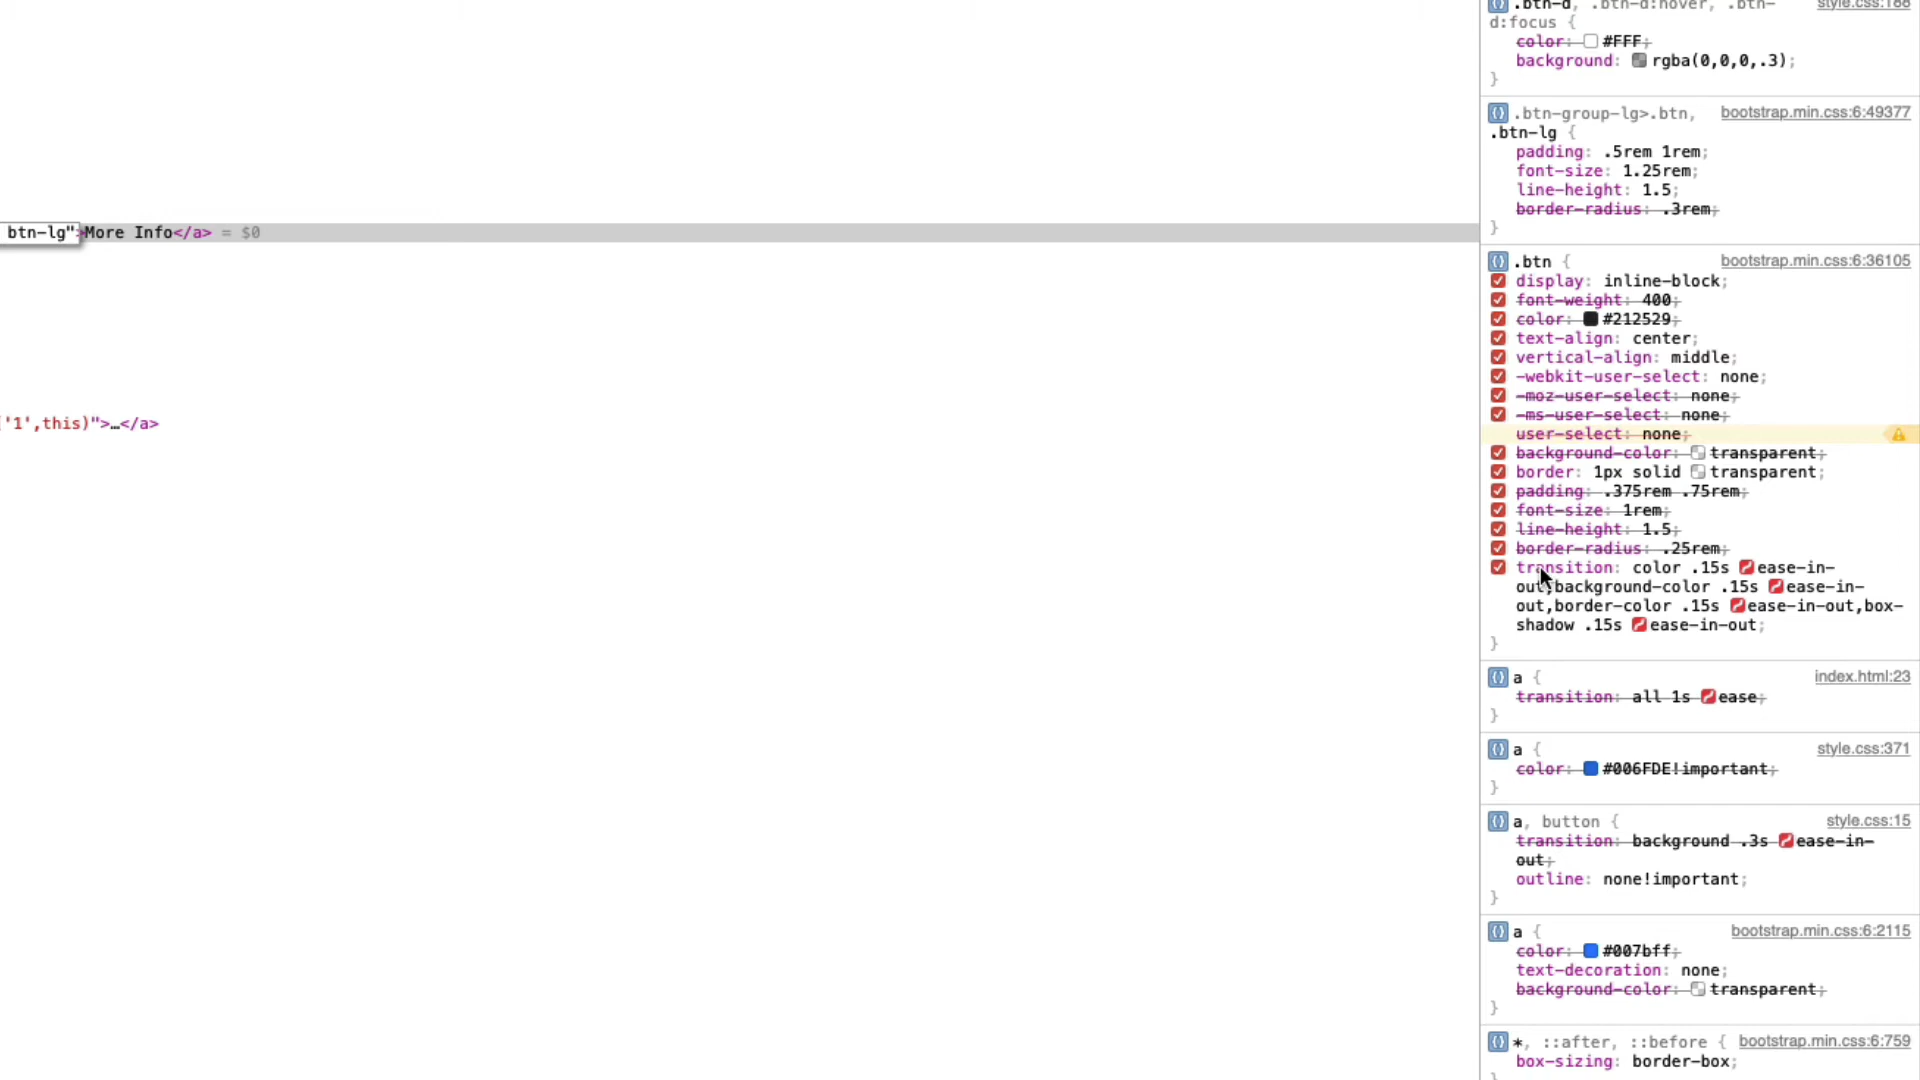 btn-lg">More Info</a> = $0
'1',this)">…</a>
.btn-d, .btn-d:hover, .btn- style.css:188
d:focus {
color: #FFF;
background: rgba(0,0,0,.3);
}
.btn-group-lg>.btn, bootstrap.min.css:6:49377
.btn-lg {
padding: .5rem 1rem;
font-size: 1.25rem;
line-height: 1.5;
border-radius: .3rem;
}
.btn { bootstrap.min.css:6:36105
display: inline-block;
font-weight: 400;
color: #212529;
text-align: center;
vertical-align: middle;
-webkit-user-select: none;
-moz-user-select: none;
-ms-user-select: none;
user-select: none;
background-color: transparent;
border: 1px solid transparent;
padding: .375rem .75rem;
font-size: 1rem;
line-height: 1.5;
border-radius: .25rem;
transition: color .15s ease-in-
out,background-color .15s ease-in-
out,border-color .15s ease-in-out,box-
shadow .15s ease-in-out;
}
a { index.html:23
transition: all 1s ease;
}
a { style.css:371
color: #006FDE!important;
}
a, button { style.css:15
transition: background .3s ease-in-
out;
outline: none!important;
}
a { bootstrap.min.css:6:2115
color: #007bff;
text-decoration: none;
background-color: transparent;
}
*, ::after, ::before { bootstrap.min.css:6:759
box-sizing: border-box;
}